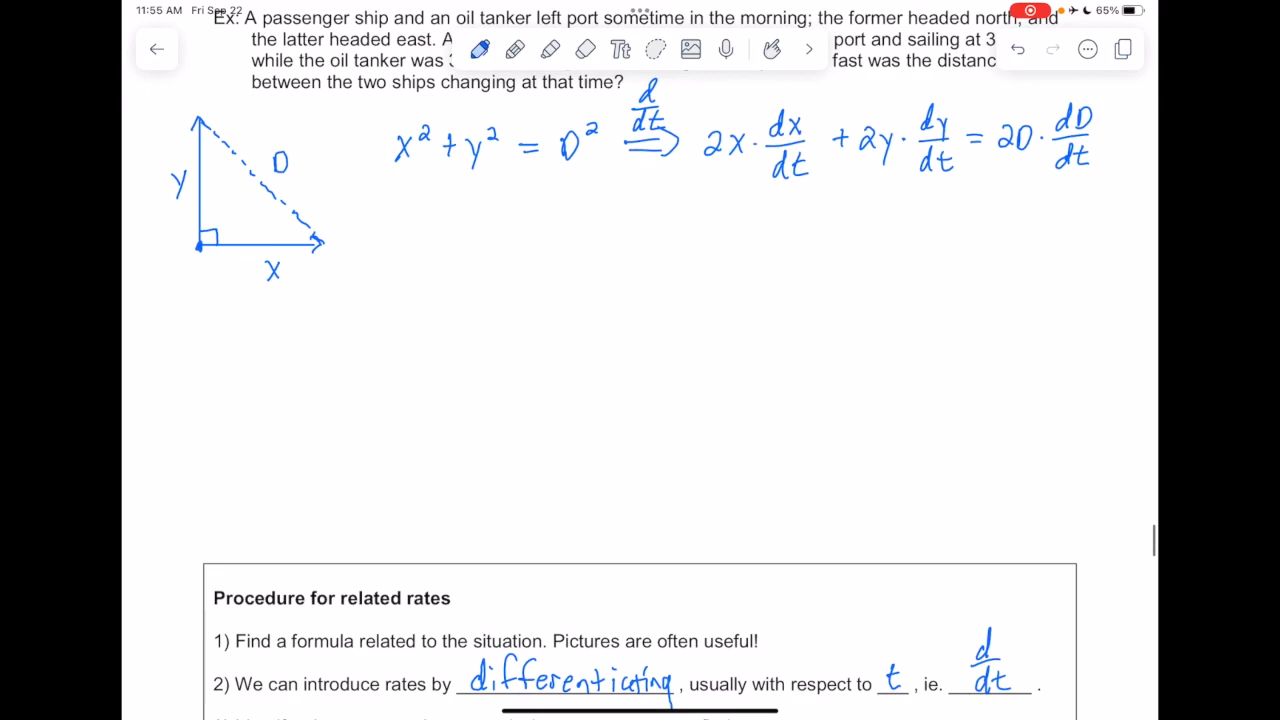 11:55 AM Fri Sep 22
65%
Ex: A passenger ship and an oil tanker left port sometime in the morning; the former headed north, and
the latter headed east. A port and sailing at 3
while the oil tanker was fast was the distanc
between the two ships changing at that time?
d/dt
x² + y² = D² ⟹ 2x · dx/dt + 2y · dy/dt = 2D · dD/dt
D
y
x
Procedure for related rates
1) Find a formula related to the situation. Pictures are often useful!
2) We can introduce rates by differenticting, usually with respect to t, ie. d/dt.